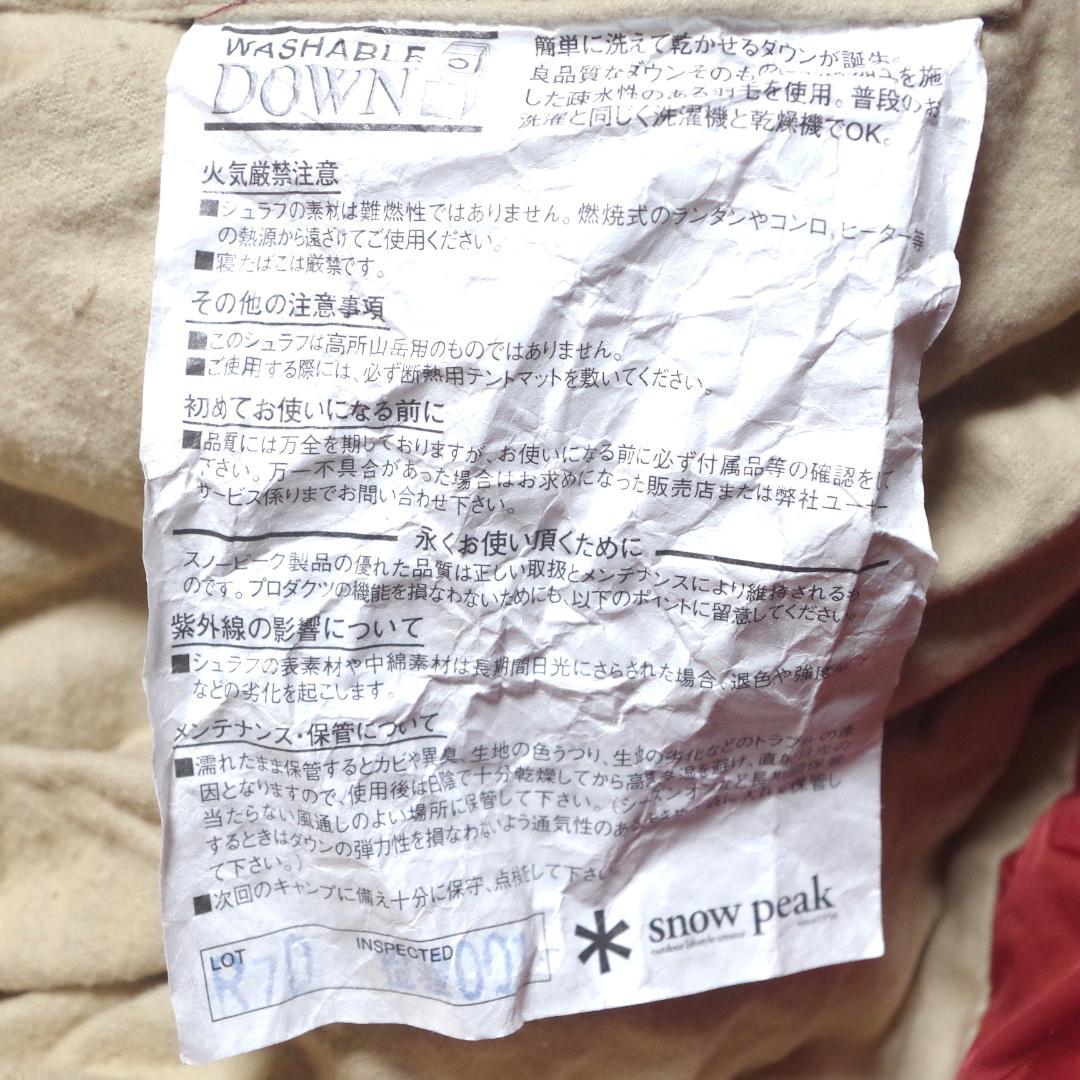 WASHABLE
DOWN
簡単に洗えて乾かせるダウンが誕生。
良品質なダウンそのもの を施
した疎水性のある羽毛を使用。普段のお
洗濯と同じく洗濯機と乾燥機でOK。
火気厳禁注意
■シュラフの素材は難燃性ではありません。燃焼式のランタンやコンロ、ヒーター等
の熱源から遠ざけてご使用ください。
■寝たばこは厳禁です。
その他の注意事項
■このシュラフは高所山岳用のものではありません。
■ご使用する際には、必ず断熱用テントマットを敷いてください。
初めてお使いになる前に
■品質には万全を期しておりますが、お使いになる前に必ず付属品等の確認をして
下さい。万一不具合があった場合はお求めになった販売店または弊社ユーザー
サービス係りまでお問い合わせ下さい。
永くお使い頂くために
スノーピーク製品の優れた品質は正しい取扱とメンテナンスにより維持されるも
のです。プロダクツの機能を損なわないためにも、以下のポイントに留意してください。
紫外線の影響について
■シュラフの表素材や中綿素材は長期間日光にさらされた場合、退色や強度
などの劣化を起こします。
メンテナンス・保管について
■濡れたまま保管するとカビや異臭、生地の色うつり、生地の劣化などのトラブルの原
因となりますので、使用後は日陰で十分乾燥してから高温多湿を避け、直射日光の
当たらない風通しのよい場所に保管して下さい。(シーズンオフなど長期
するときはダウンの弾力性を損なわないよう通気性のある 保管し
て下さい。)
■次回のキャンプに備え十分に保守、点検して下さい。
LOT R70 INSPECTED
snow peak
outdoor lifestyle creator since1958